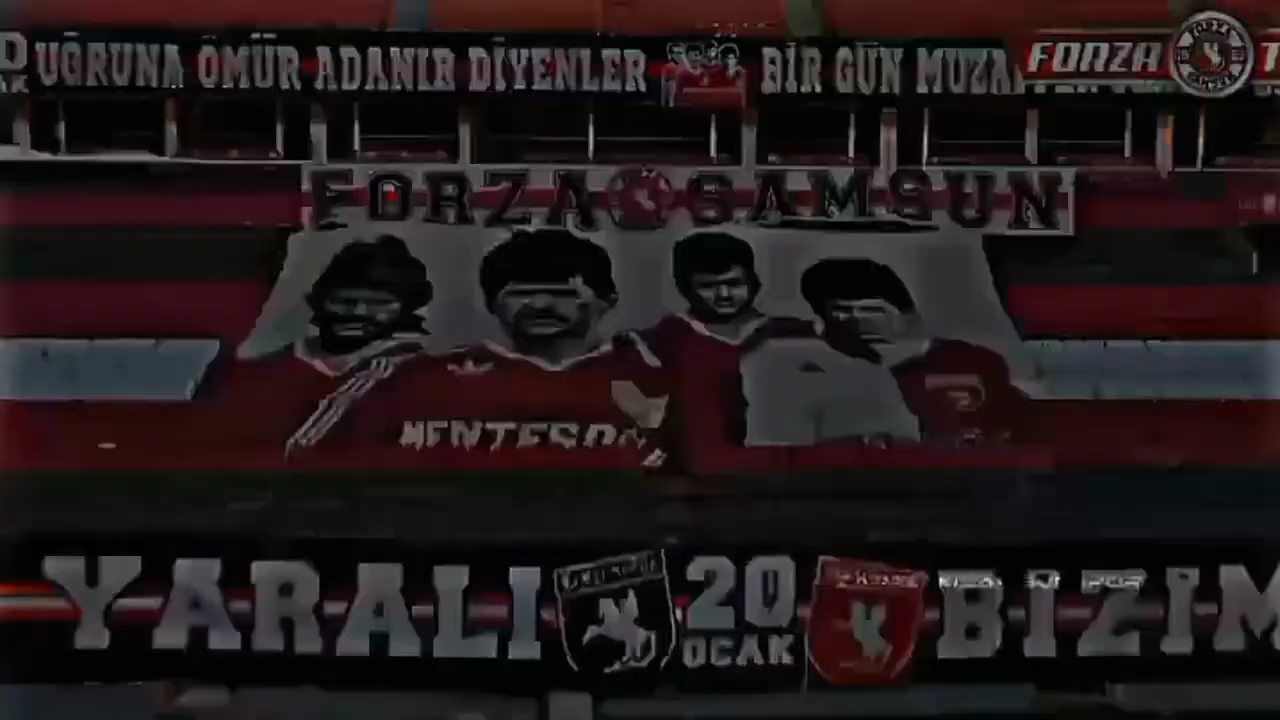 UĞRUNA ÖMÜR ADANIR DİYENLER BİR GÜN
FORZA
FORZA SAMSUN
MENTEŞOĞ
YARALI 20 OCAK BİZİM